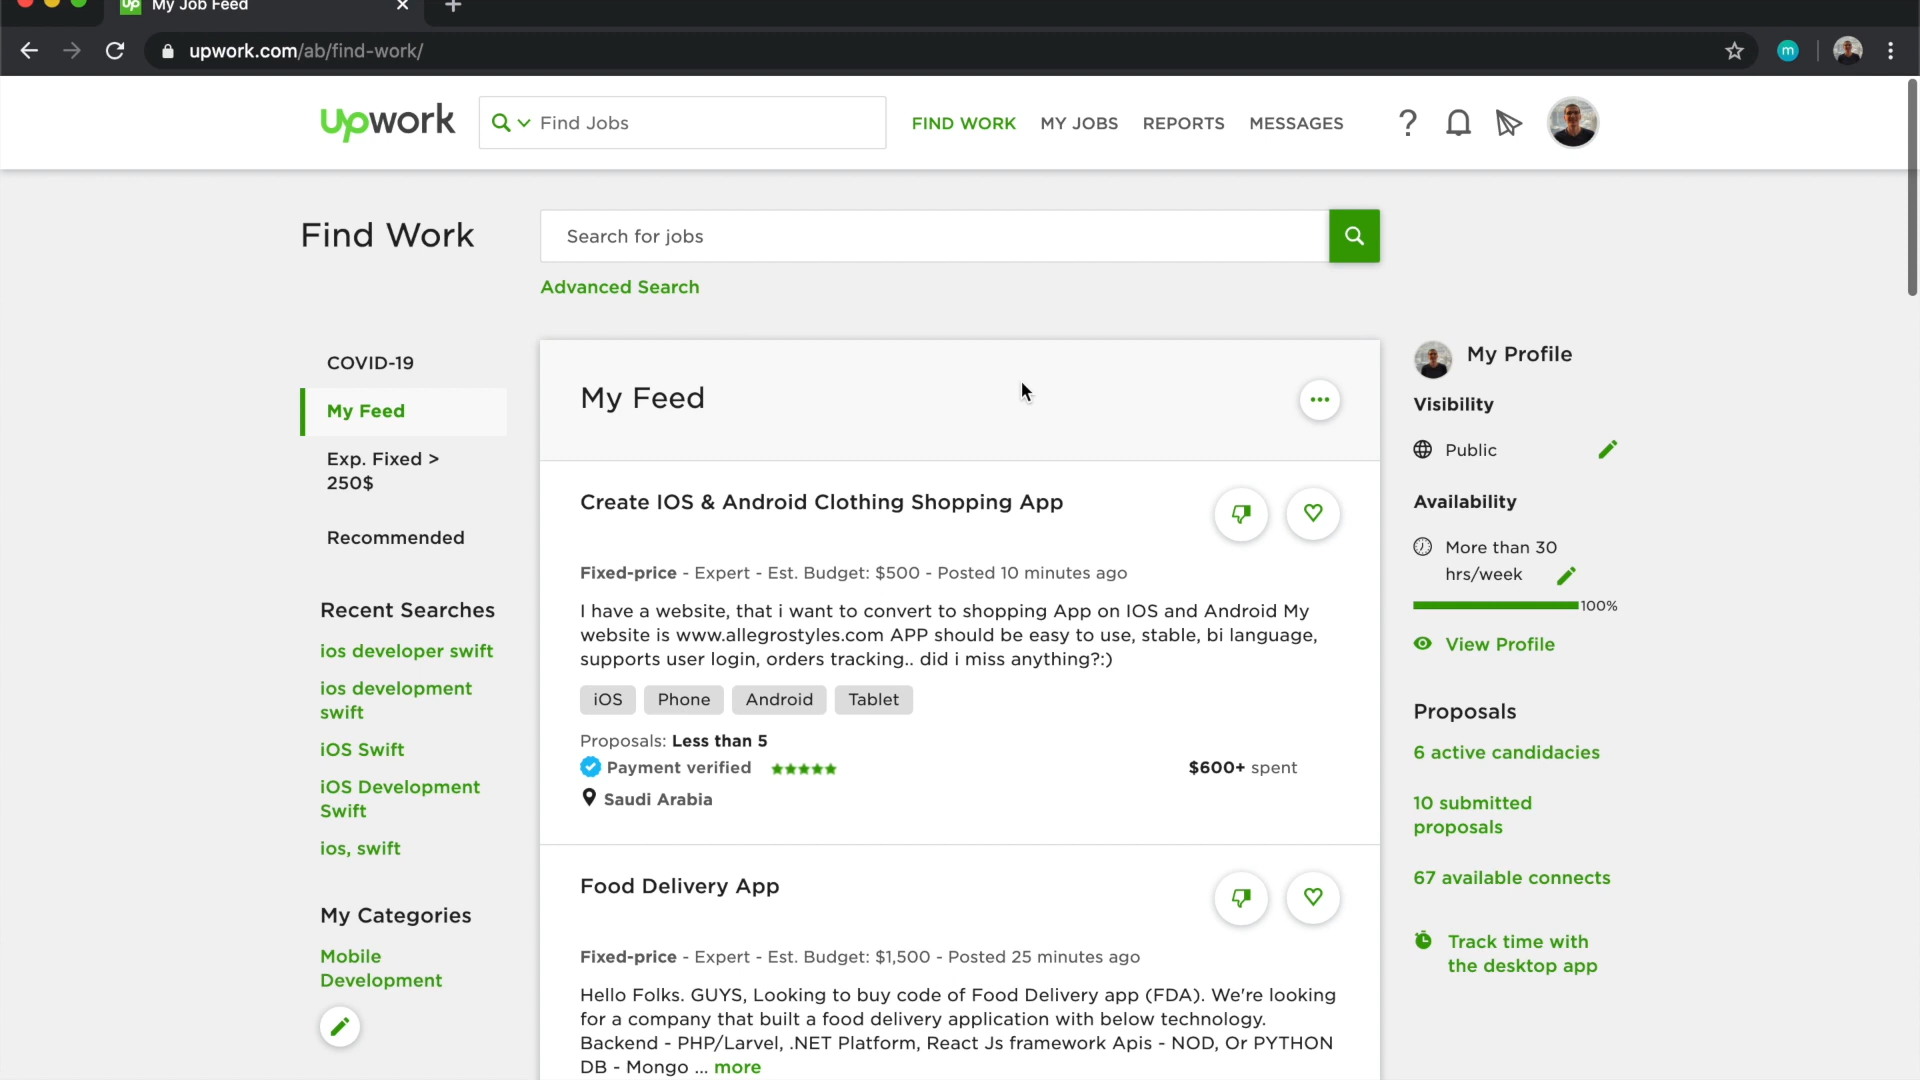 My Job Feed
upwork.com/ab/find-work/
m
upwork
Find Jobs
FIND WORK
MY JOBS
REPORTS
MESSAGES
?
Find Work
Search for jobs
Advanced Search
COVID-19
My Feed
Exp. Fixed >
250$
Recommended
Recent Searches
ios developer swift
ios development
swift
iOS Swift
iOS Development
Swift
ios, swift
My Categories
Mobile
Development
My Feed
Create IOS & Android Clothing Shopping App
Fixed-price - Expert - Est. Budget: $500 - Posted 10 minutes ago
I have a website, that i want to convert to shopping App on IOS and Android My
website is www.allegrostyles.com APP should be easy to use, stable, bi language,
supports user login, orders tracking.. did i miss anything?:)
iOS
Phone
Android
Tablet
Proposals: Less than 5
Payment verified
$600+ spent
Saudi Arabia
Food Delivery App
Fixed-price - Expert - Est. Budget: $1,500 - Posted 25 minutes ago
Hello Folks. GUYS, Looking to buy code of Food Delivery app (FDA). We're looking
for a company that built a food delivery application with below technology.
Backend - PHP/Larvel, .NET Platform, React Js framework Apis - NOD, Or PYTHON
DB - Mongo ... more
My Profile
Visibility
Public
Availability
More than 30
hrs/week
100%
View Profile
Proposals
6 active candidacies
10 submitted
proposals
67 available connects
Track time with
the desktop app